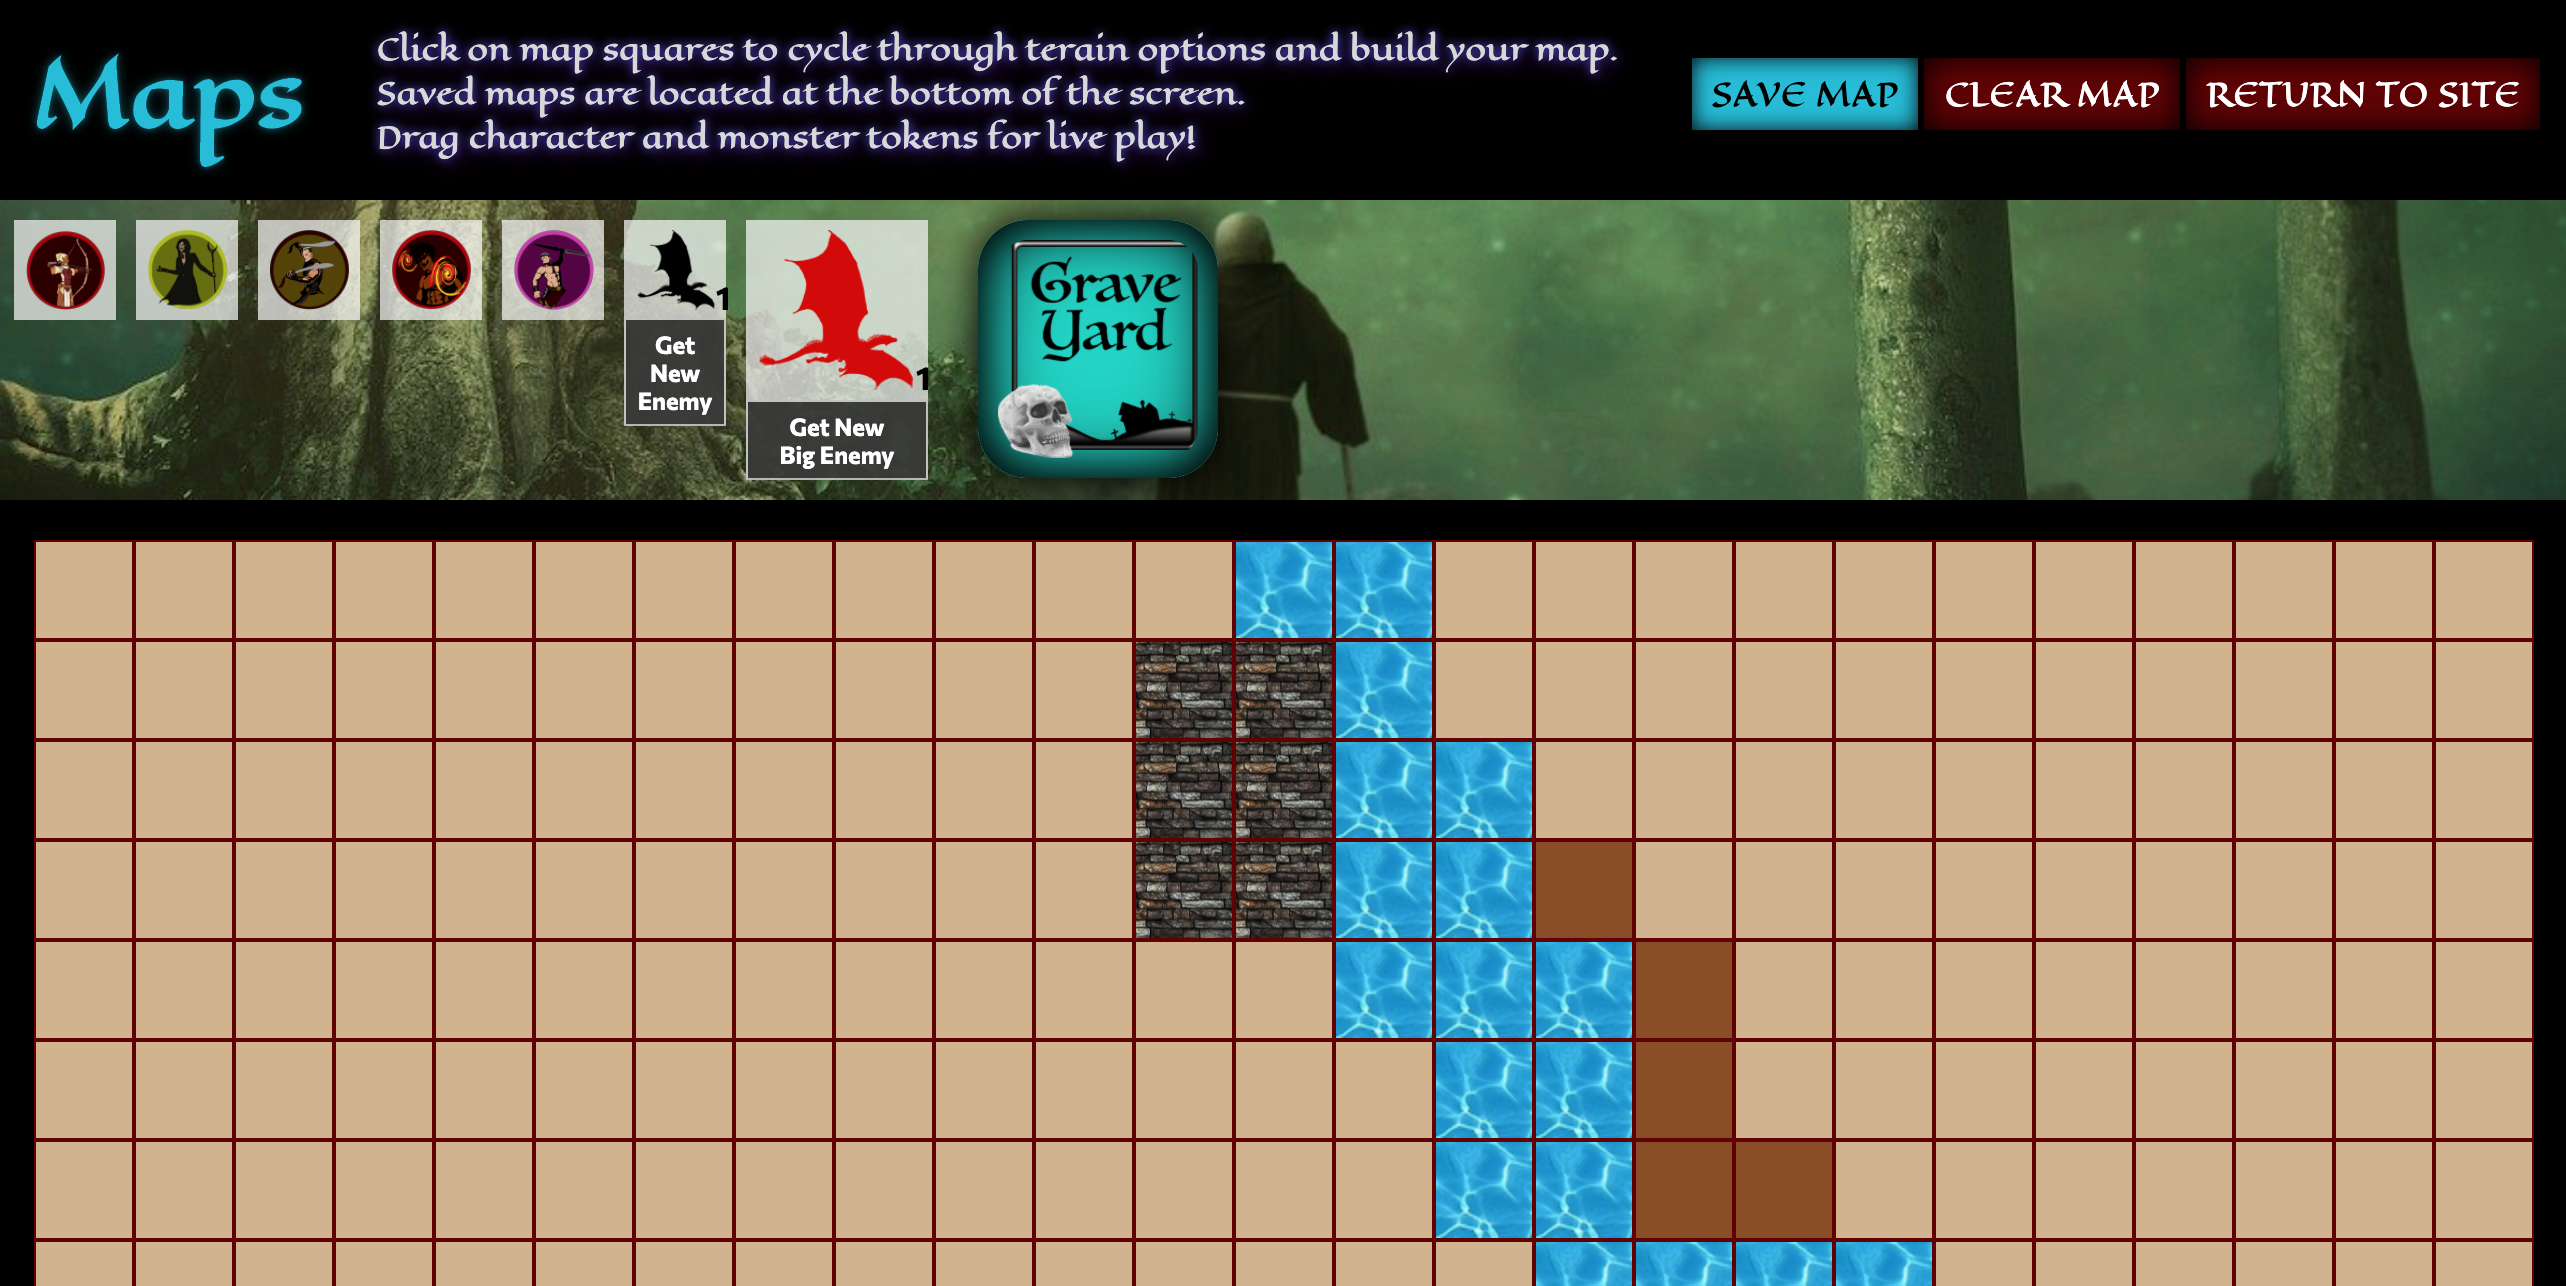 Maps
Click on map squares to cycle through terain options and build your map.
Saved maps are located at the bottom of the screen.
Drag character and monster tokens for live play!
SAVE MAP
CLEAR MAP
RETURN TO SITE
1
Get
New
Enemy
1
Get New
Big Enemy
Grave
Yard